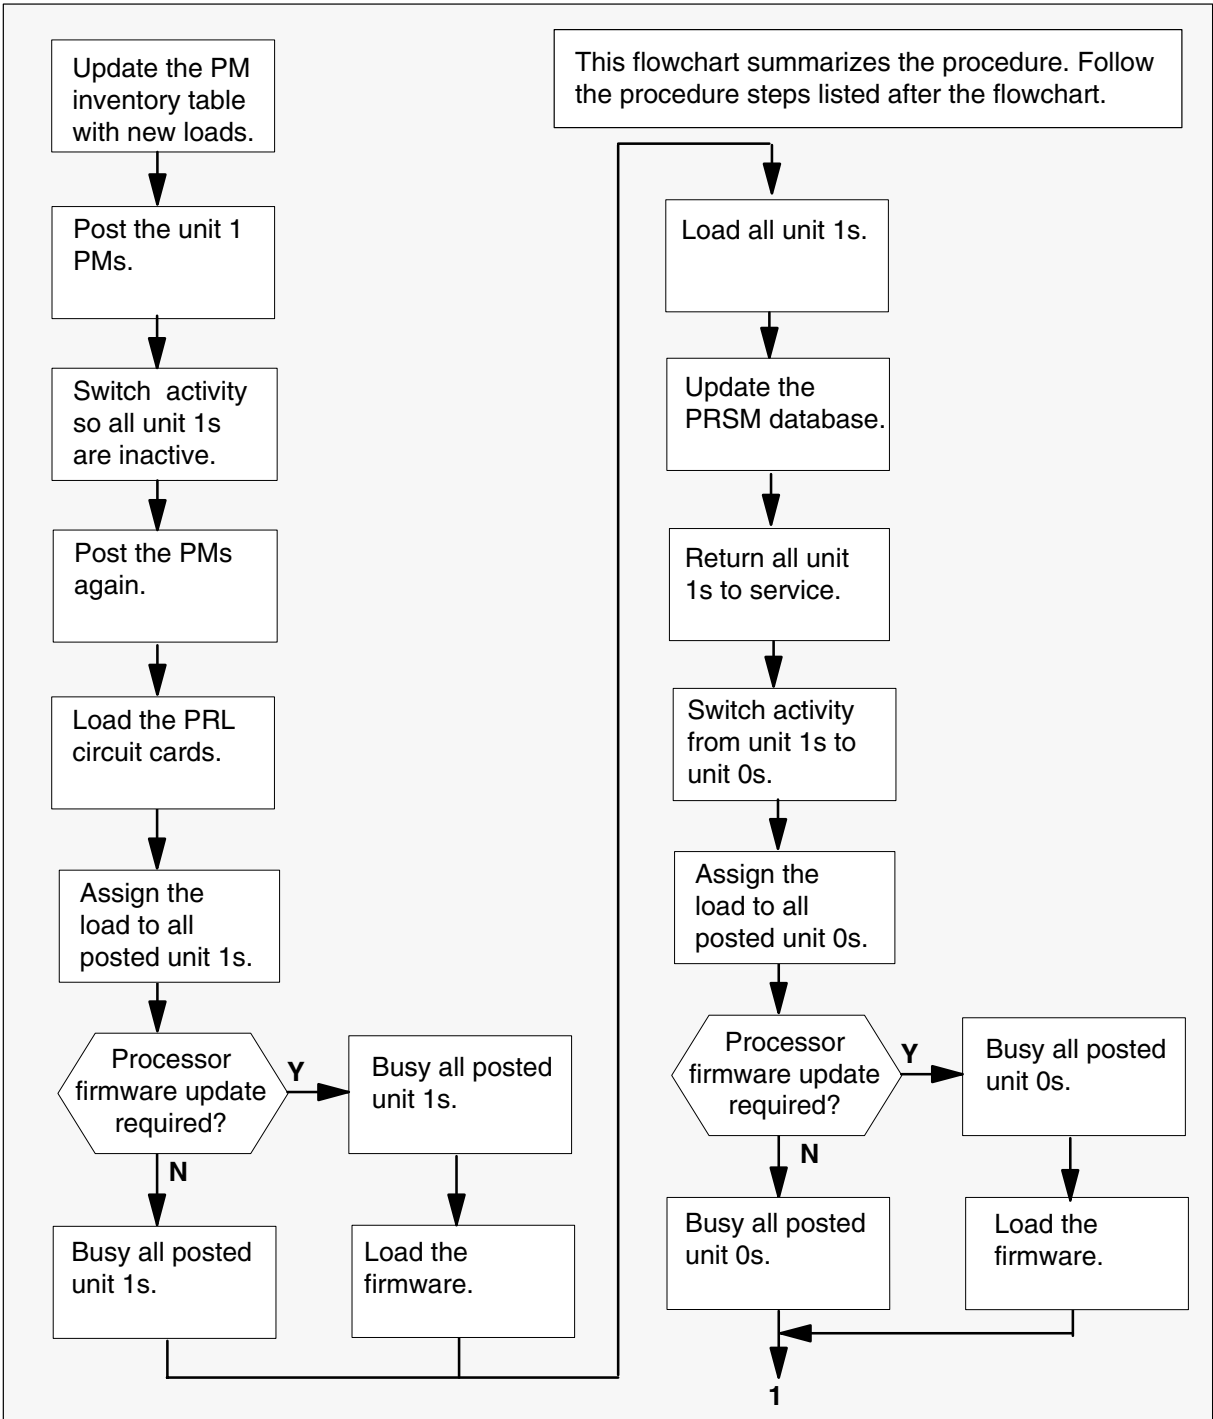 This flowchart summarizes the procedure. Follow
the procedure steps listed after the flowchart.
Update the PM
inventory table
with new loads.
Post the unit 1
PMs.
Switch activity
so all unit 1s
are inactive.
Post the PMs
again.
Load the PRL
circuit cards.
Assign the
load to all
posted unit 1s.
Processor
firmware update
required?
Y
Busy all posted
unit 1s.
Load the
firmware.
N
Busy all posted
unit 1s.
Load all unit 1s.
Update the
PRSM database.
Return all unit
1s to service.
Switch activity
from unit 1s to
unit 0s.
Assign the
load to all
posted unit 0s.
Processor
firmware update
required?
Y
Busy all posted
unit 0s.
Load the
firmware.
N
Busy all posted
unit 0s.
1